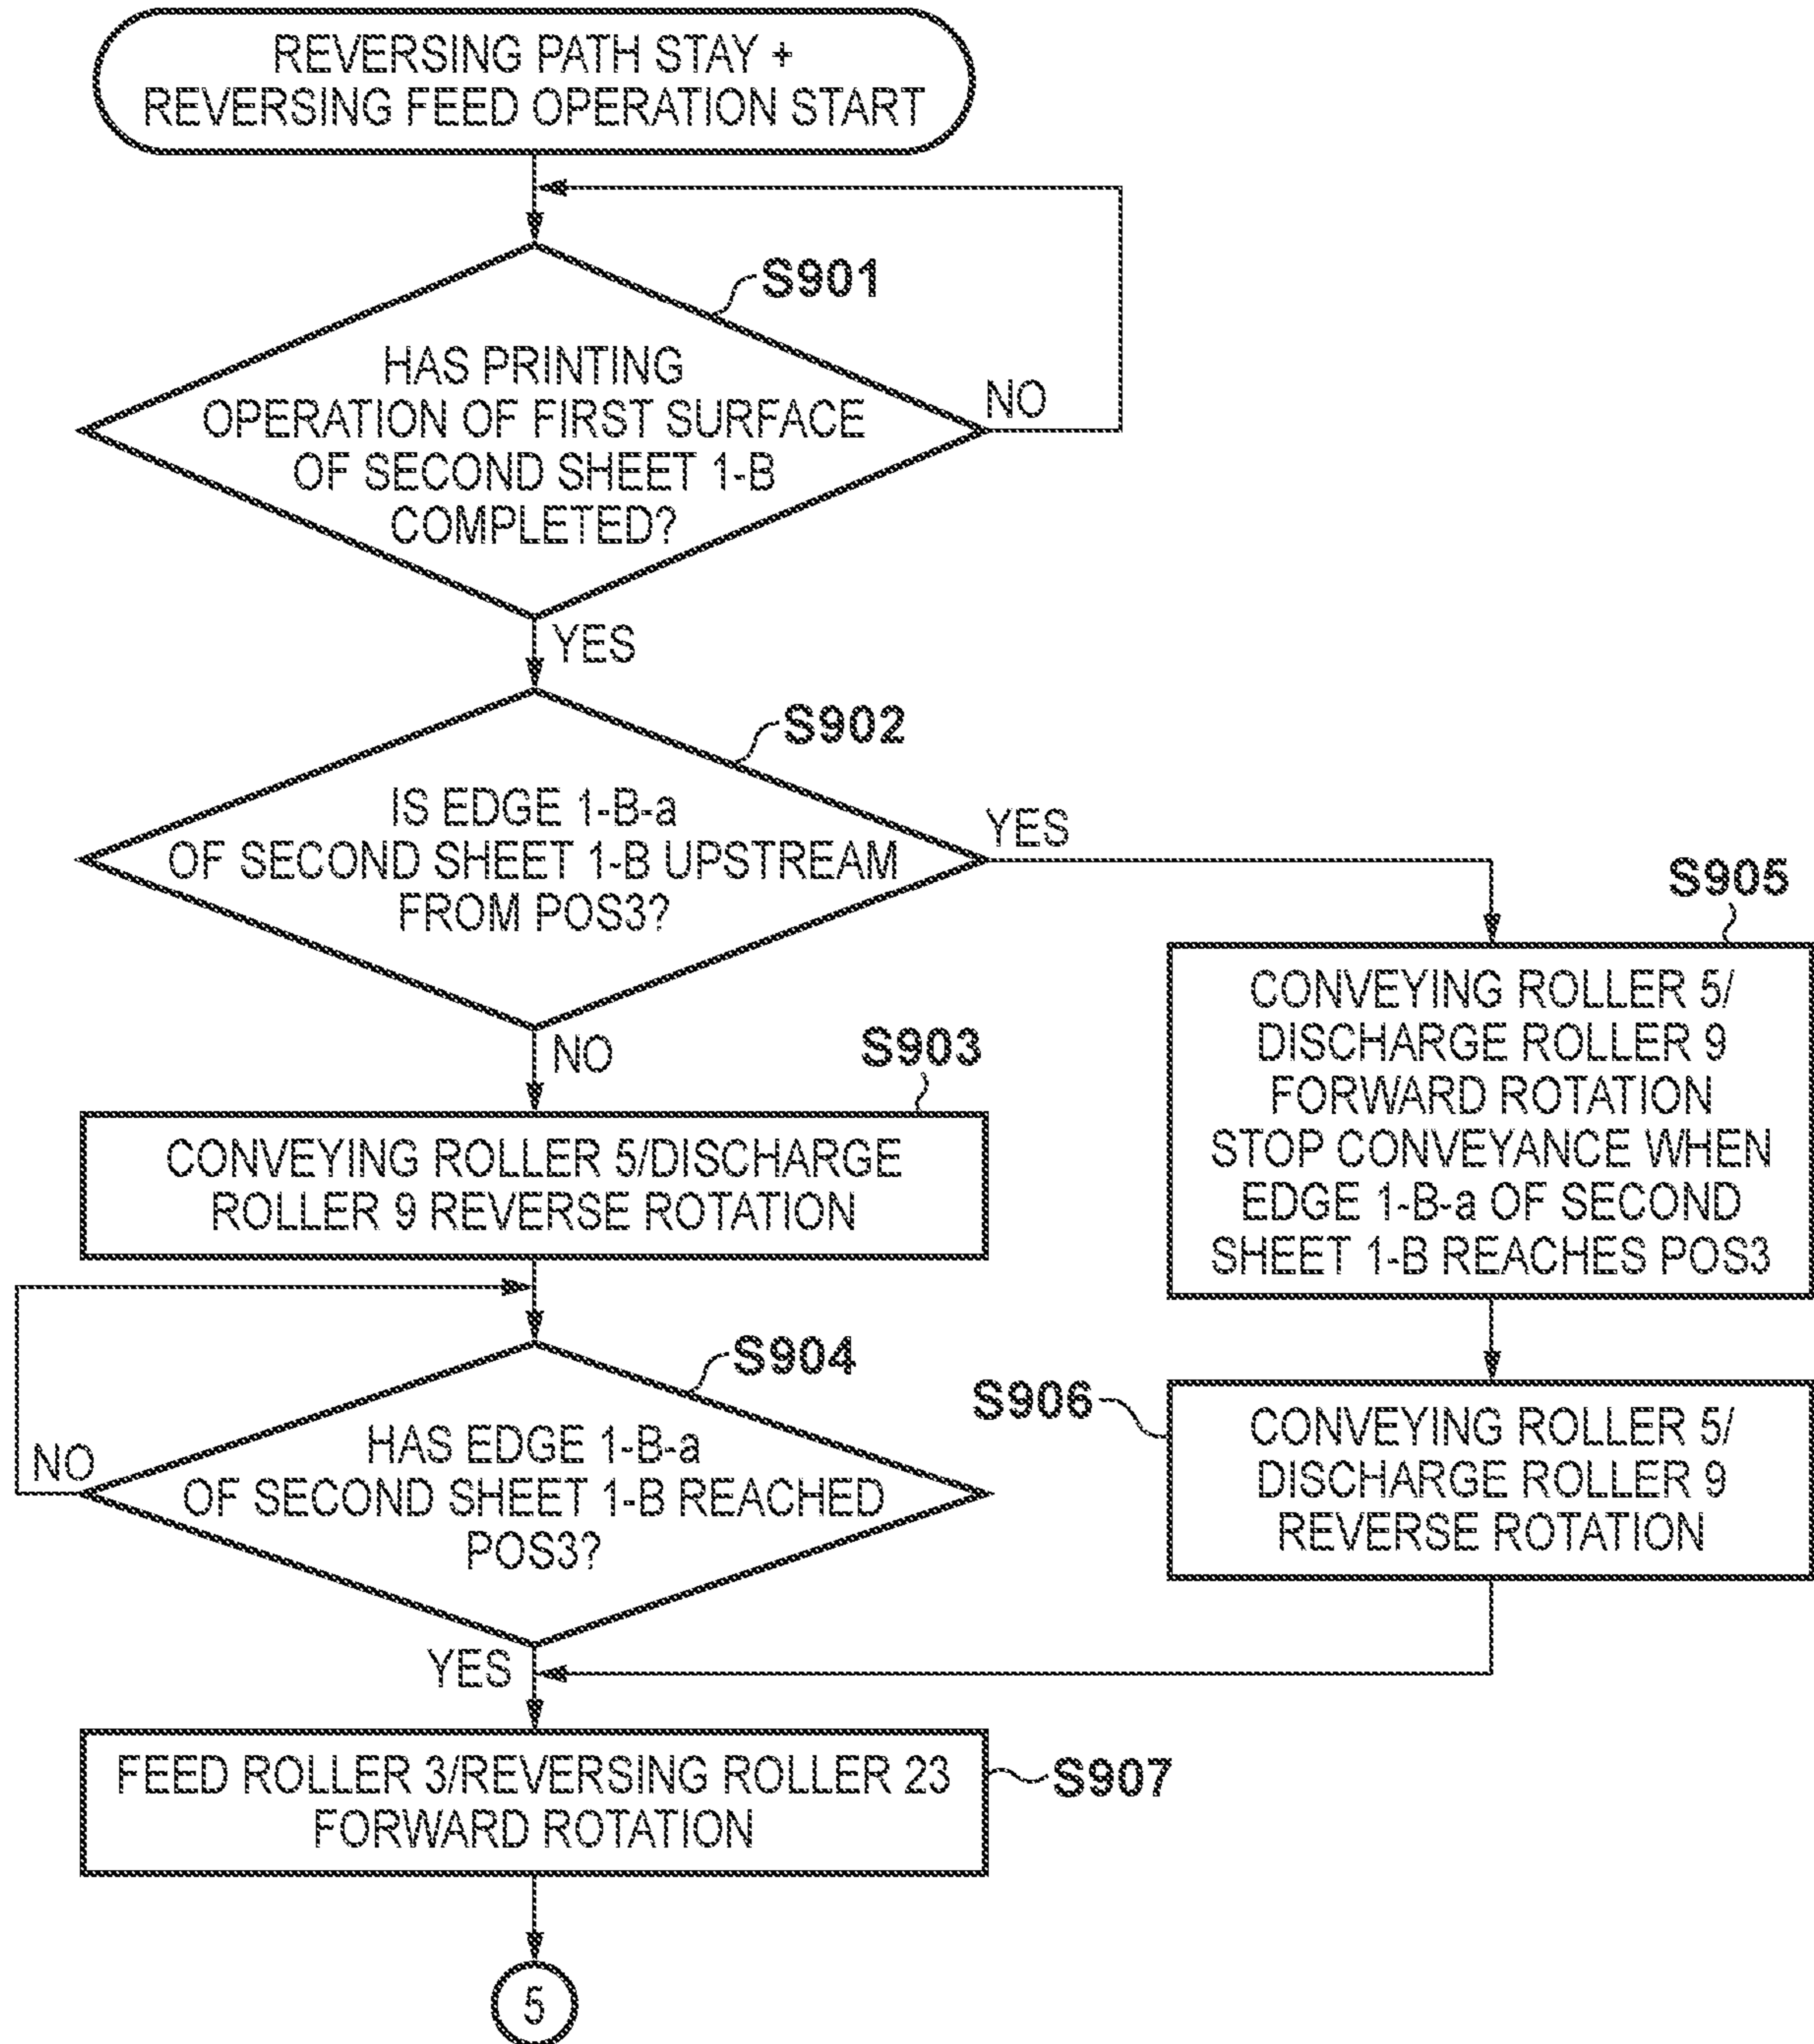 REVERSING PATH STAY +
REVERSING FEED OPERATION START
S901
HAS PRINTING
OPERATION OF FIRST SURFACE
OF SECOND SHEET 1-B
COMPLETED?
NO
YES
S902
IS EDGE 1-B-a
OF SECOND SHEET 1-B UPSTREAM
FROM POS3?
YES
NO
S905
CONVEYING ROLLER 5/
DISCHARGE ROLLER 9
FORWARD ROTATION
STOP CONVEYANCE WHEN
EDGE 1-B-a OF SECOND
SHEET 1-B REACHES POS3
S903
CONVEYING ROLLER 5/DISCHARGE
ROLLER 9 REVERSE ROTATION
S904
HAS EDGE 1-B-a
OF SECOND SHEET 1-B REACHED
POS3?
NO
YES
S906
CONVEYING ROLLER 5/
DISCHARGE ROLLER 9
REVERSE ROTATION
FEED ROLLER 3/REVERSING ROLLER 23
FORWARD ROTATION
S907
5